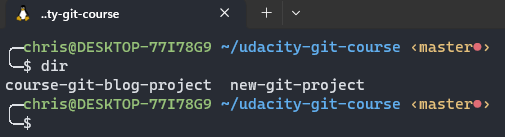 ..ty-git-course
chris@DESKTOP-77I78G9 ~/udacity-git-course ‹master●›
$ dir
course-git-blog-project  new-git-project
chris@DESKTOP-77I78G9 ~/udacity-git-course ‹master●›
$